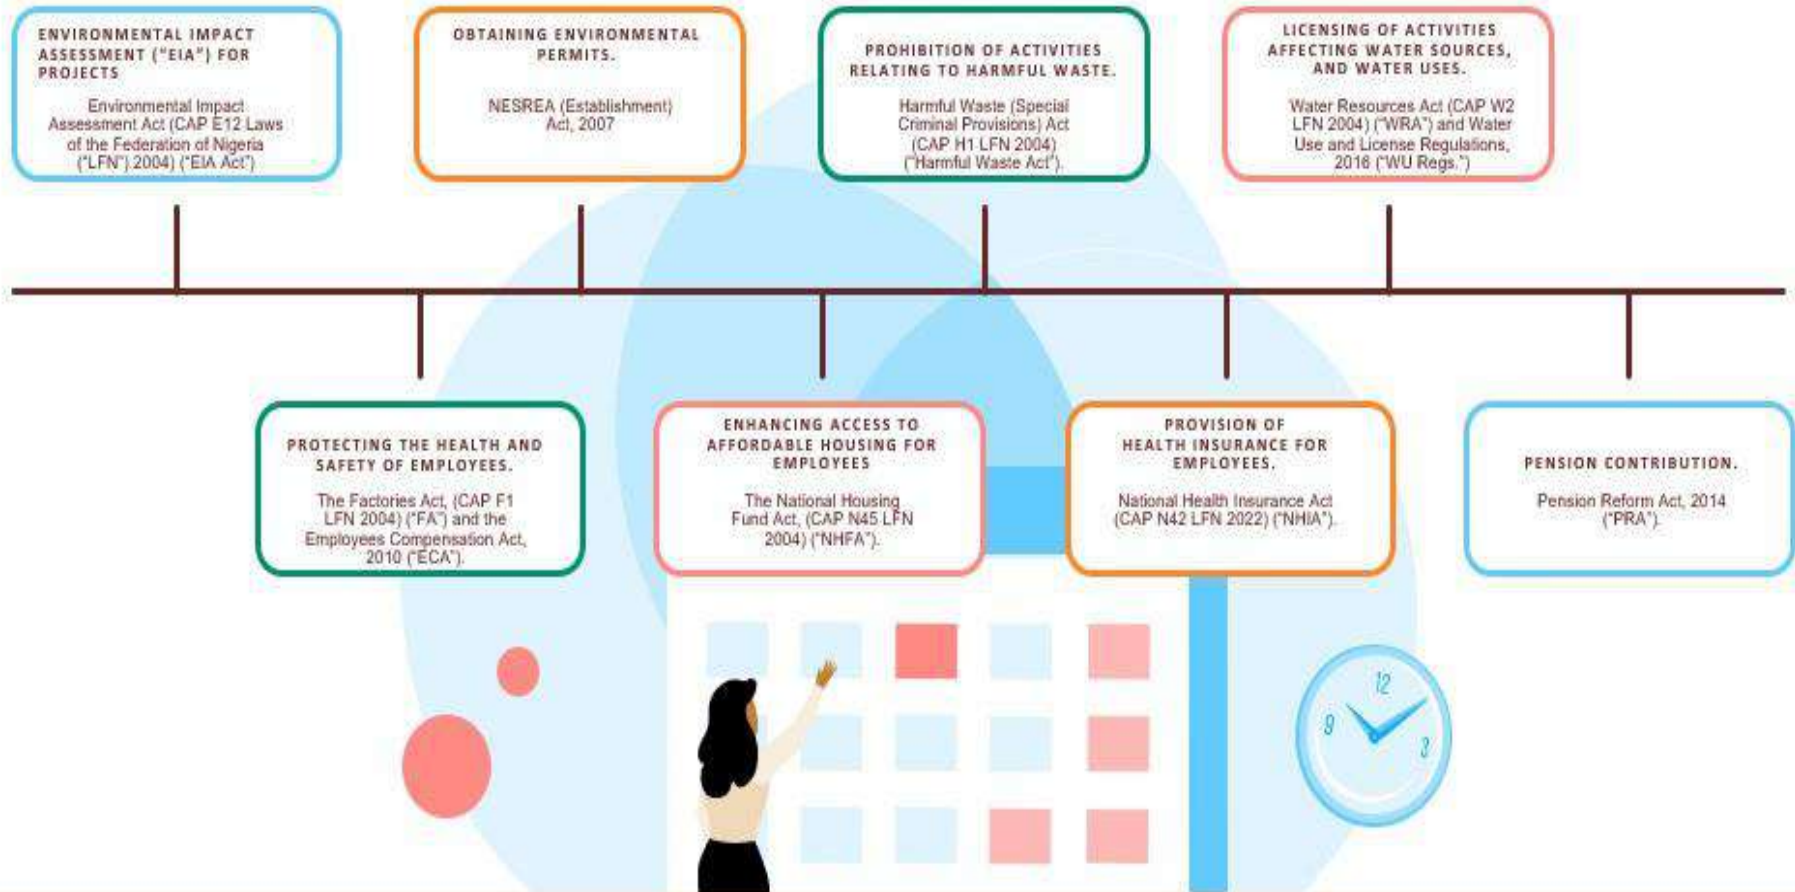 ENVIRONMENTAL IMPACT
ASSESSMENT ("EIA") FOR
PROJECTS
Environmental Impact
Assessment Act (CAP E12 Laws
of the Federation of Nigeria
("LFN") 2004) ("EIA Act")
OBTAINING ENVIRONMENTAL
PERMITS.
NESREA (Establishment)
Act, 2007
PROHIBITION OF ACTIVITIES
RELATING TO HARMFUL WASTE.
Harmful Waste (Special
Criminal Provisions) Act
(CAP H1 LFN 2004)
("Harmful Waste Act").
LICENSING OF ACTIVITIES
AFFECTING WATER SOURCES,
AND WATER USES.
Water Resources Act (CAP W2
LFN 2004) ("WRA") and Water
Use and License Regulations,
2016 ("WU Regs.")
PROTECTING THE HEALTH AND
SAFETY OF EMPLOYEES.
The Factories Act, (CAP F1
LFN 2004) ("FA") and the
Employees Compensation Act,
2010 ("ECA").
ENHANCING ACCESS TO
AFFORDABLE HOUSING FOR
EMPLOYEES
The National Housing
Fund Act, (CAP N45 LFN
2004) ("NHFA").
PROVISION OF
HEALTH INSURANCE FOR
EMPLOYEES.
National Health Insurance Act
(CAP N42 LFN 2022) ("NHIA").
PENSION CONTRIBUTION.
Pension Reform Act, 2014
("PRA").
12
9
3